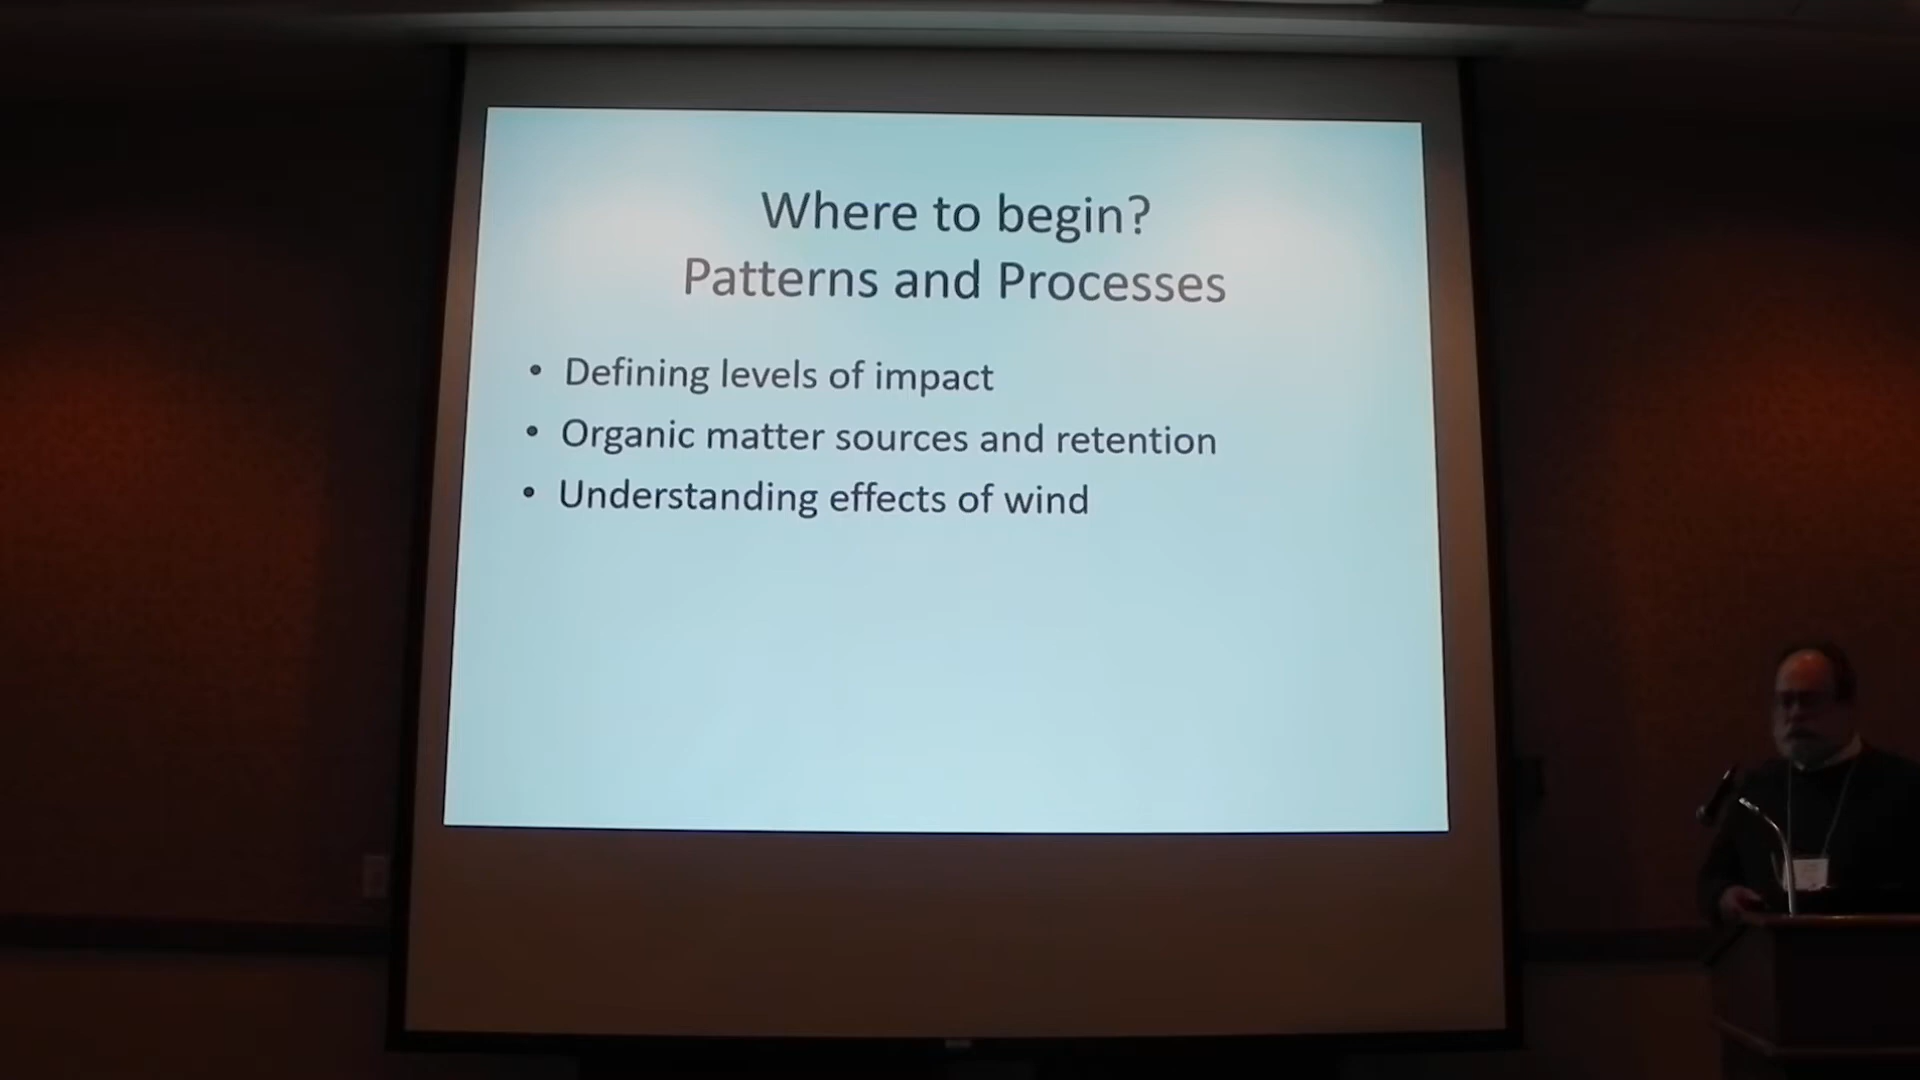 Where to begin?
Patterns and Processes
• Defining levels of impact
• Organic matter sources and retention
• Understanding effects of wind